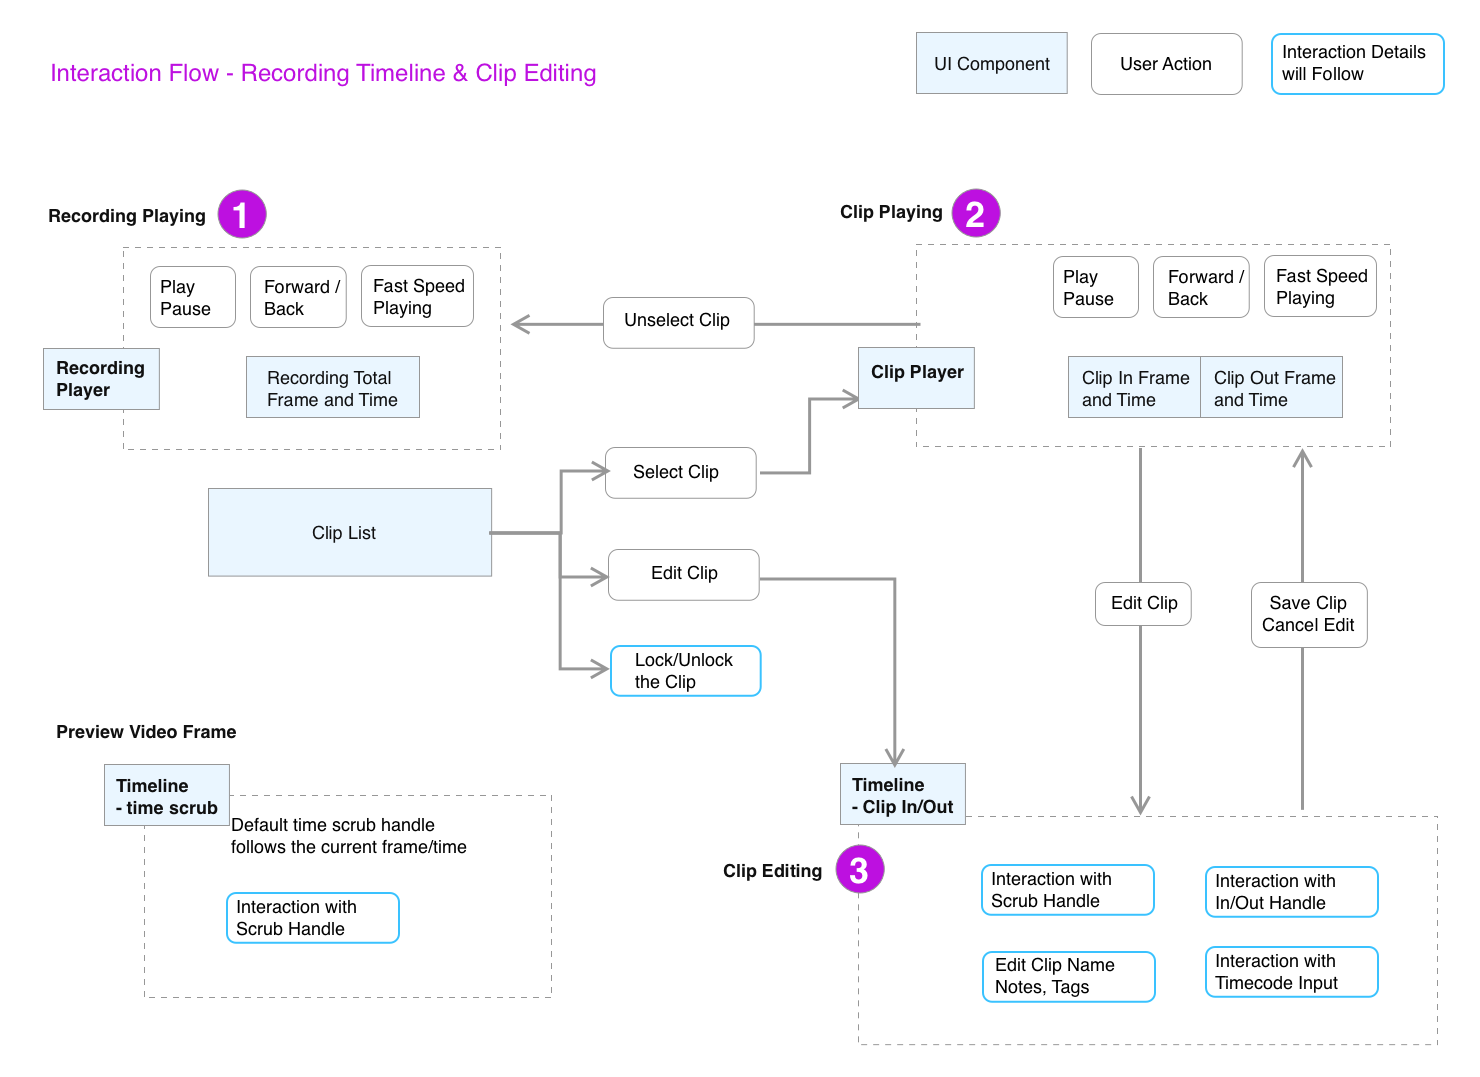 Interaction Flow - Recording Timeline & Clip Editing
UI Component
User Action
Interaction Details
will Follow
Recording Playing
1
Play
Pause
Forward /
Back
Fast Speed
Playing
Recording
Player
Recording Total
Frame and Time
Unselect Clip
Clip Playing
2
Play
Pause
Forward /
Back
Fast Speed
Playing
Clip Player
Clip In Frame
and Time
Clip Out Frame
and Time
Clip List
Select Clip
Edit Clip
Lock/Unlock
the Clip
Edit Clip
Save Clip
Cancel Edit
Preview Video Frame
Timeline
- time scrub
Default time scrub handle
follows the current frame/time
Interaction with
Scrub Handle
Timeline
- Clip In/Out
Clip Editing
3
Interaction with
Scrub Handle
Interaction with
In/Out Handle
Edit Clip Name
Notes, Tags
Interaction with
Timecode Input